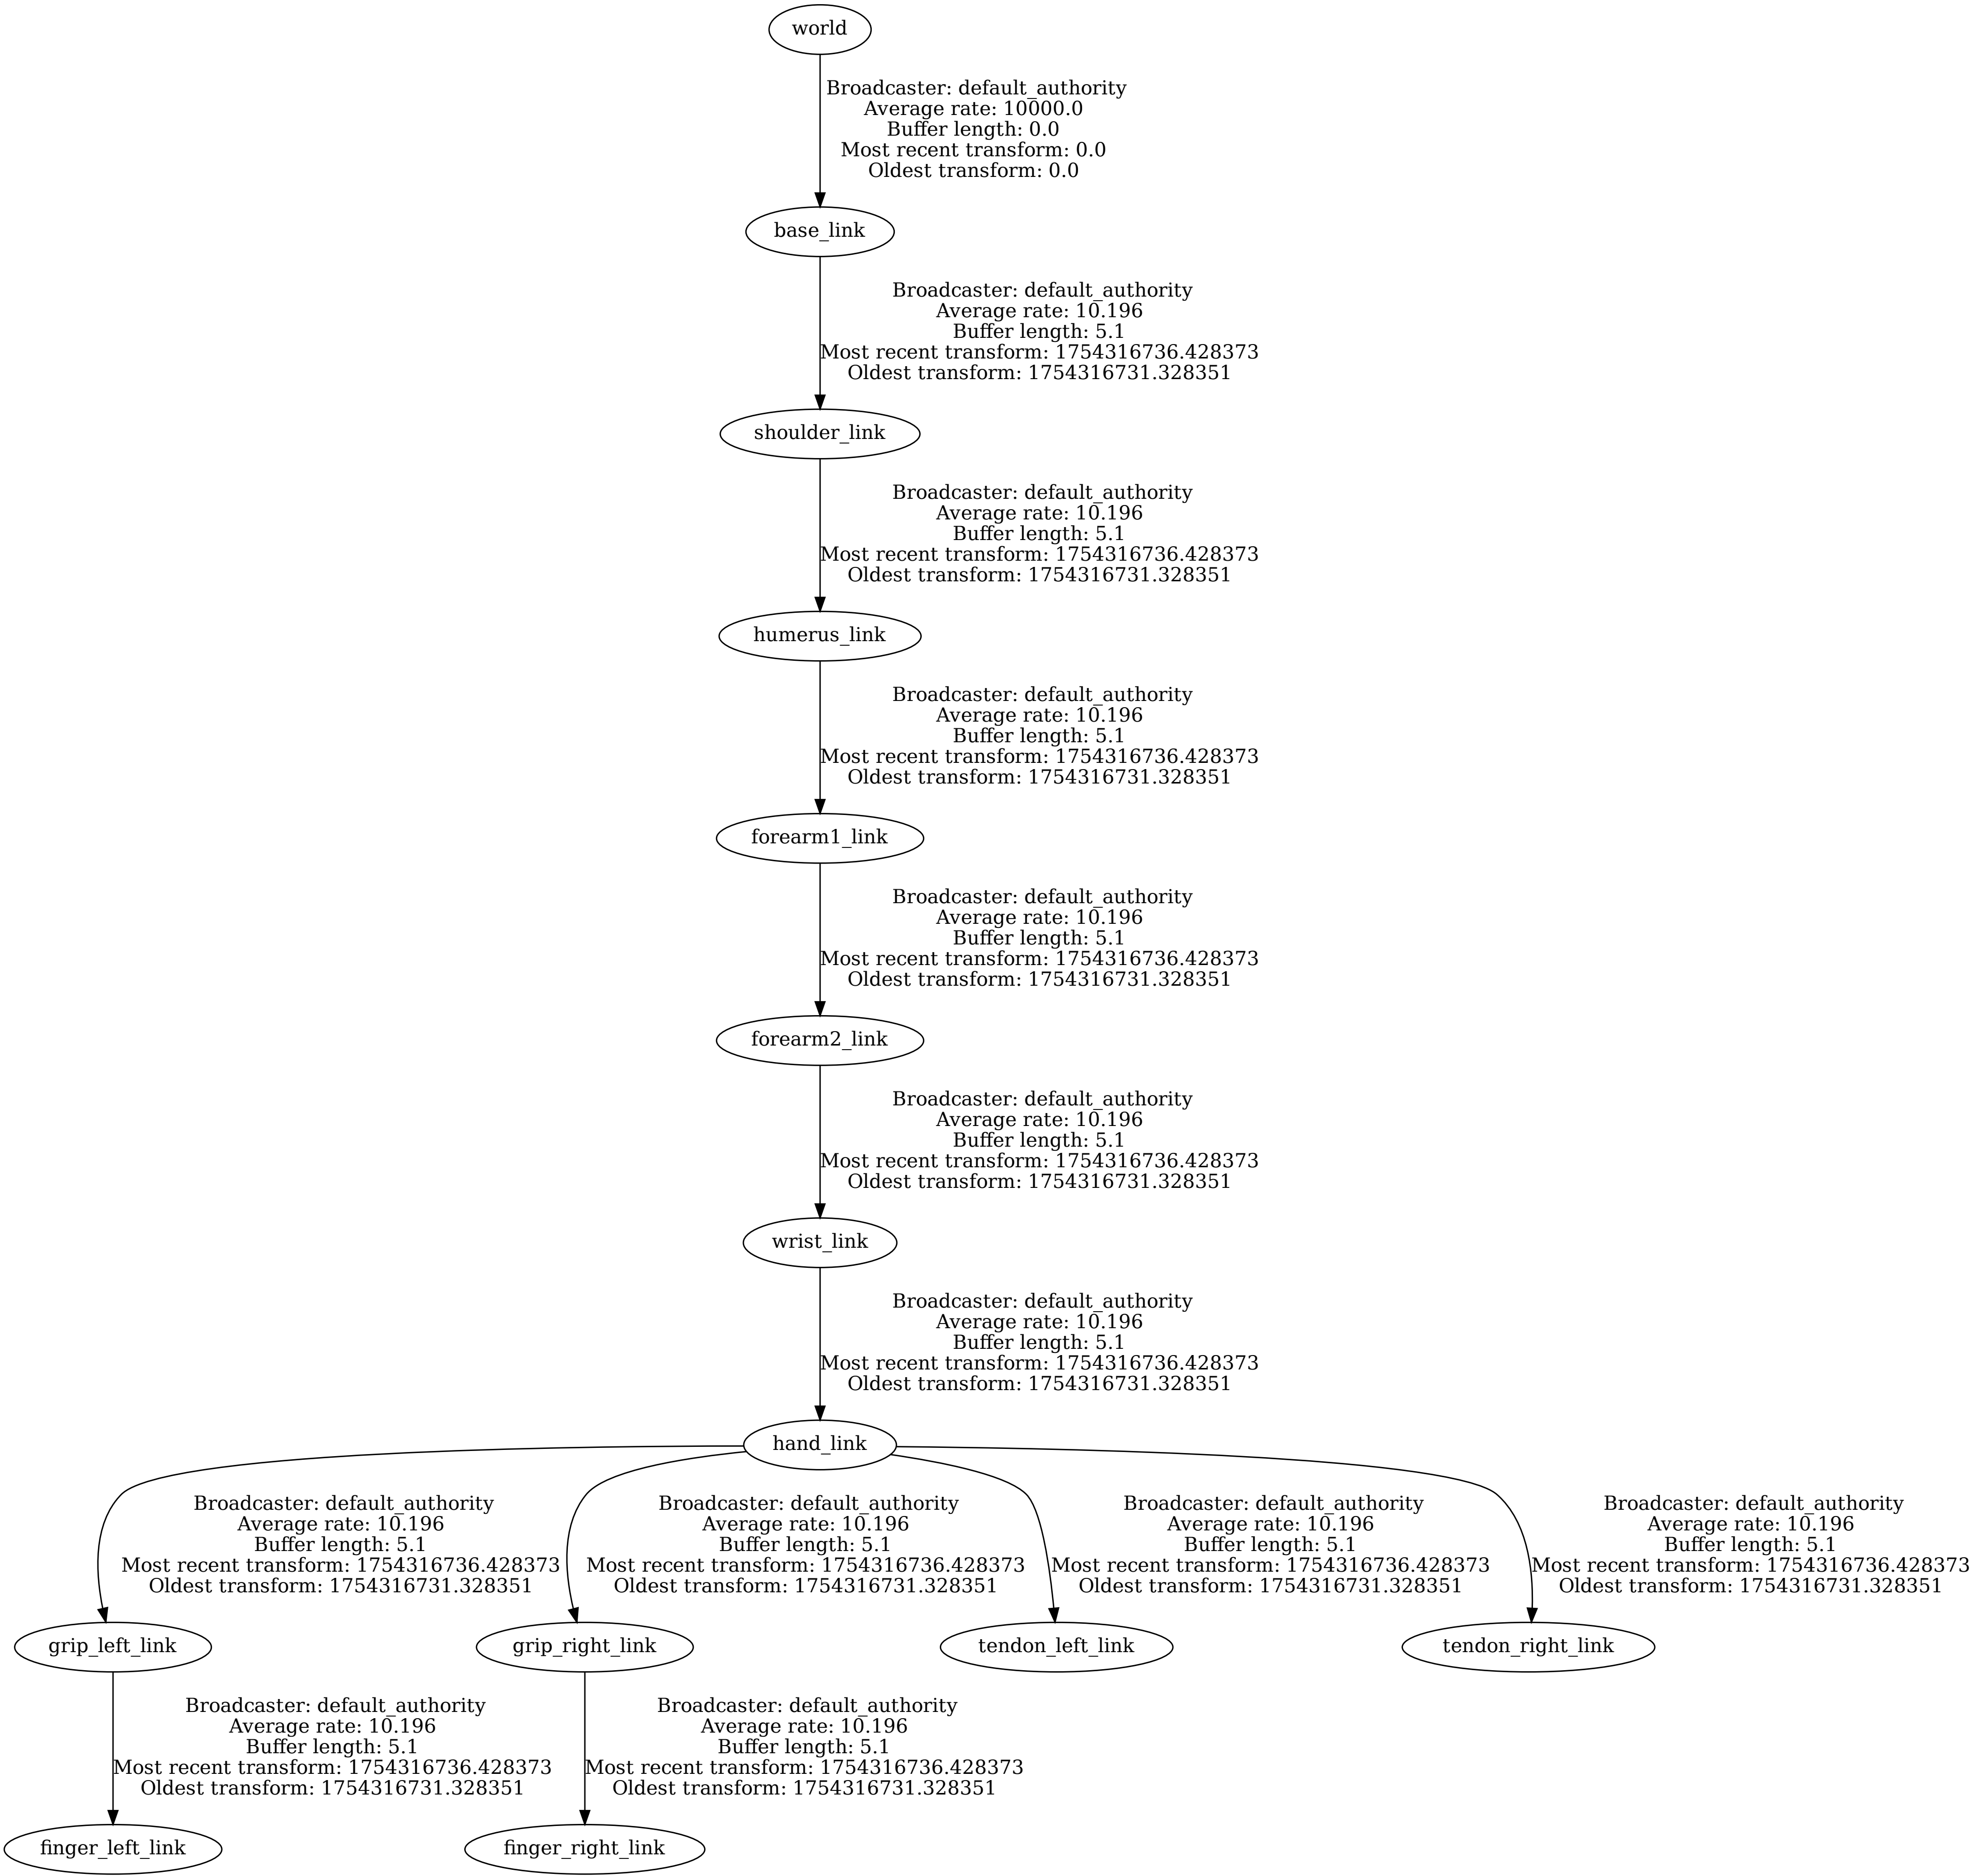 world
Broadcaster: default_authority
Average rate: 10000.0
Buffer length: 0.0
Most recent transform: 0.0
Oldest transform: 0.0
base_link
Broadcaster: default_authority
Average rate: 10.196
Buffer length: 5.1
Most recent transform: 1754316736.428373
Oldest transform: 1754316731.328351
shoulder_link
Broadcaster: default_authority
Average rate: 10.196
Buffer length: 5.1
Most recent transform: 1754316736.428373
Oldest transform: 1754316731.328351
humerus_link
Broadcaster: default_authority
Average rate: 10.196
Buffer length: 5.1
Most recent transform: 1754316736.428373
Oldest transform: 1754316731.328351
forearm1_link
Broadcaster: default_authority
Average rate: 10.196
Buffer length: 5.1
Most recent transform: 1754316736.428373
Oldest transform: 1754316731.328351
forearm2_link
Broadcaster: default_authority
Average rate: 10.196
Buffer length: 5.1
Most recent transform: 1754316736.428373
Oldest transform: 1754316731.328351
wrist_link
Broadcaster: default_authority
Average rate: 10.196
Buffer length: 5.1
Most recent transform: 1754316736.428373
Oldest transform: 1754316731.328351
hand_link
Broadcaster: default_authority
Average rate: 10.196
Buffer length: 5.1
Most recent transform: 1754316736.428373
Oldest transform: 1754316731.328351
Broadcaster: default_authority
Average rate: 10.196
Buffer length: 5.1
Most recent transform: 1754316736.428373
Oldest transform: 1754316731.328351
Broadcaster: default_authority
Average rate: 10.196
Buffer length: 5.1
Most recent transform: 1754316736.428373
Oldest transform: 1754316731.328351
Broadcaster: default_authority
Average rate: 10.196
Buffer length: 5.1
Most recent transform: 1754316736.428373
Oldest transform: 1754316731.328351
grip_left_link
grip_right_link
tendon_left_link
tendon_right_link
Broadcaster: default_authority
Average rate: 10.196
Buffer length: 5.1
Most recent transform: 1754316736.428373
Oldest transform: 1754316731.328351
Broadcaster: default_authority
Average rate: 10.196
Buffer length: 5.1
Most recent transform: 1754316736.428373
Oldest transform: 1754316731.328351
finger_left_link
finger_right_link